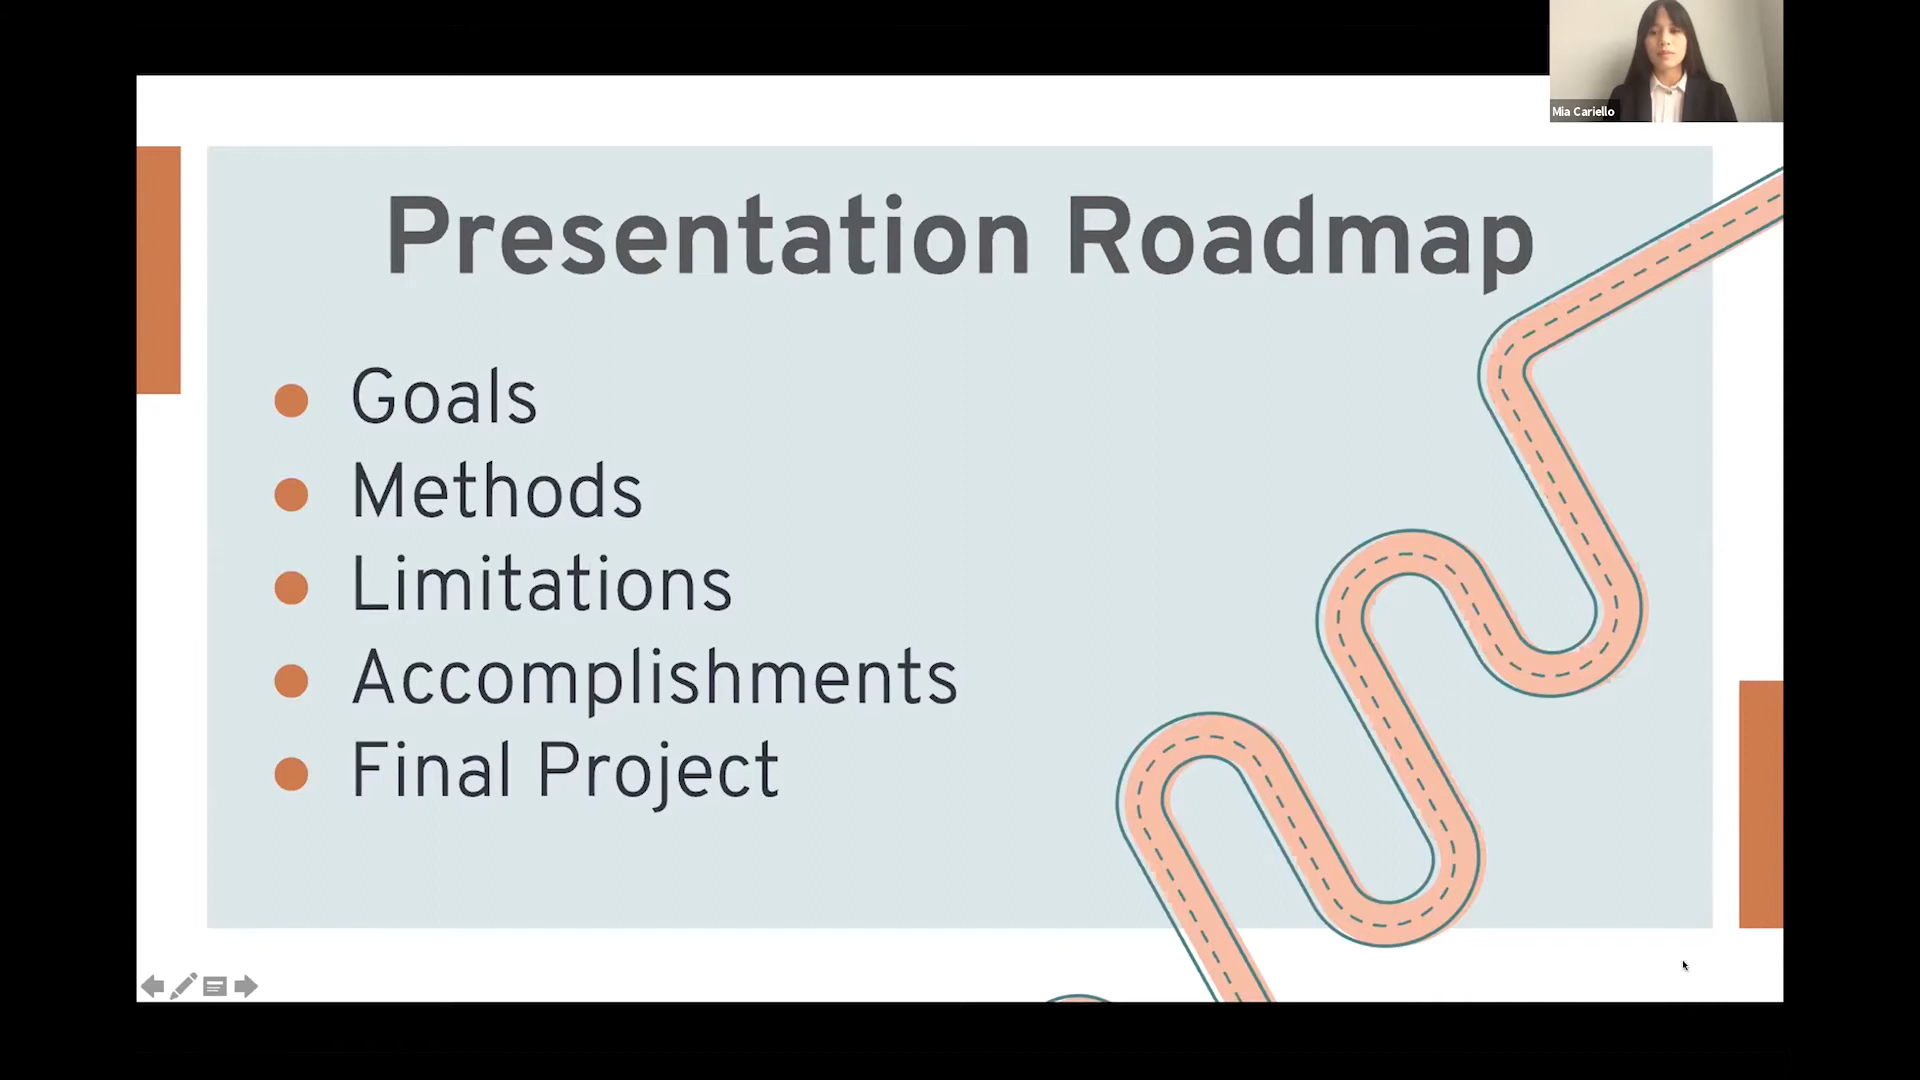 Mia Cariello
Presentation Roadmap
Goals
Methods
Limitations
Accomplishments
Final Project